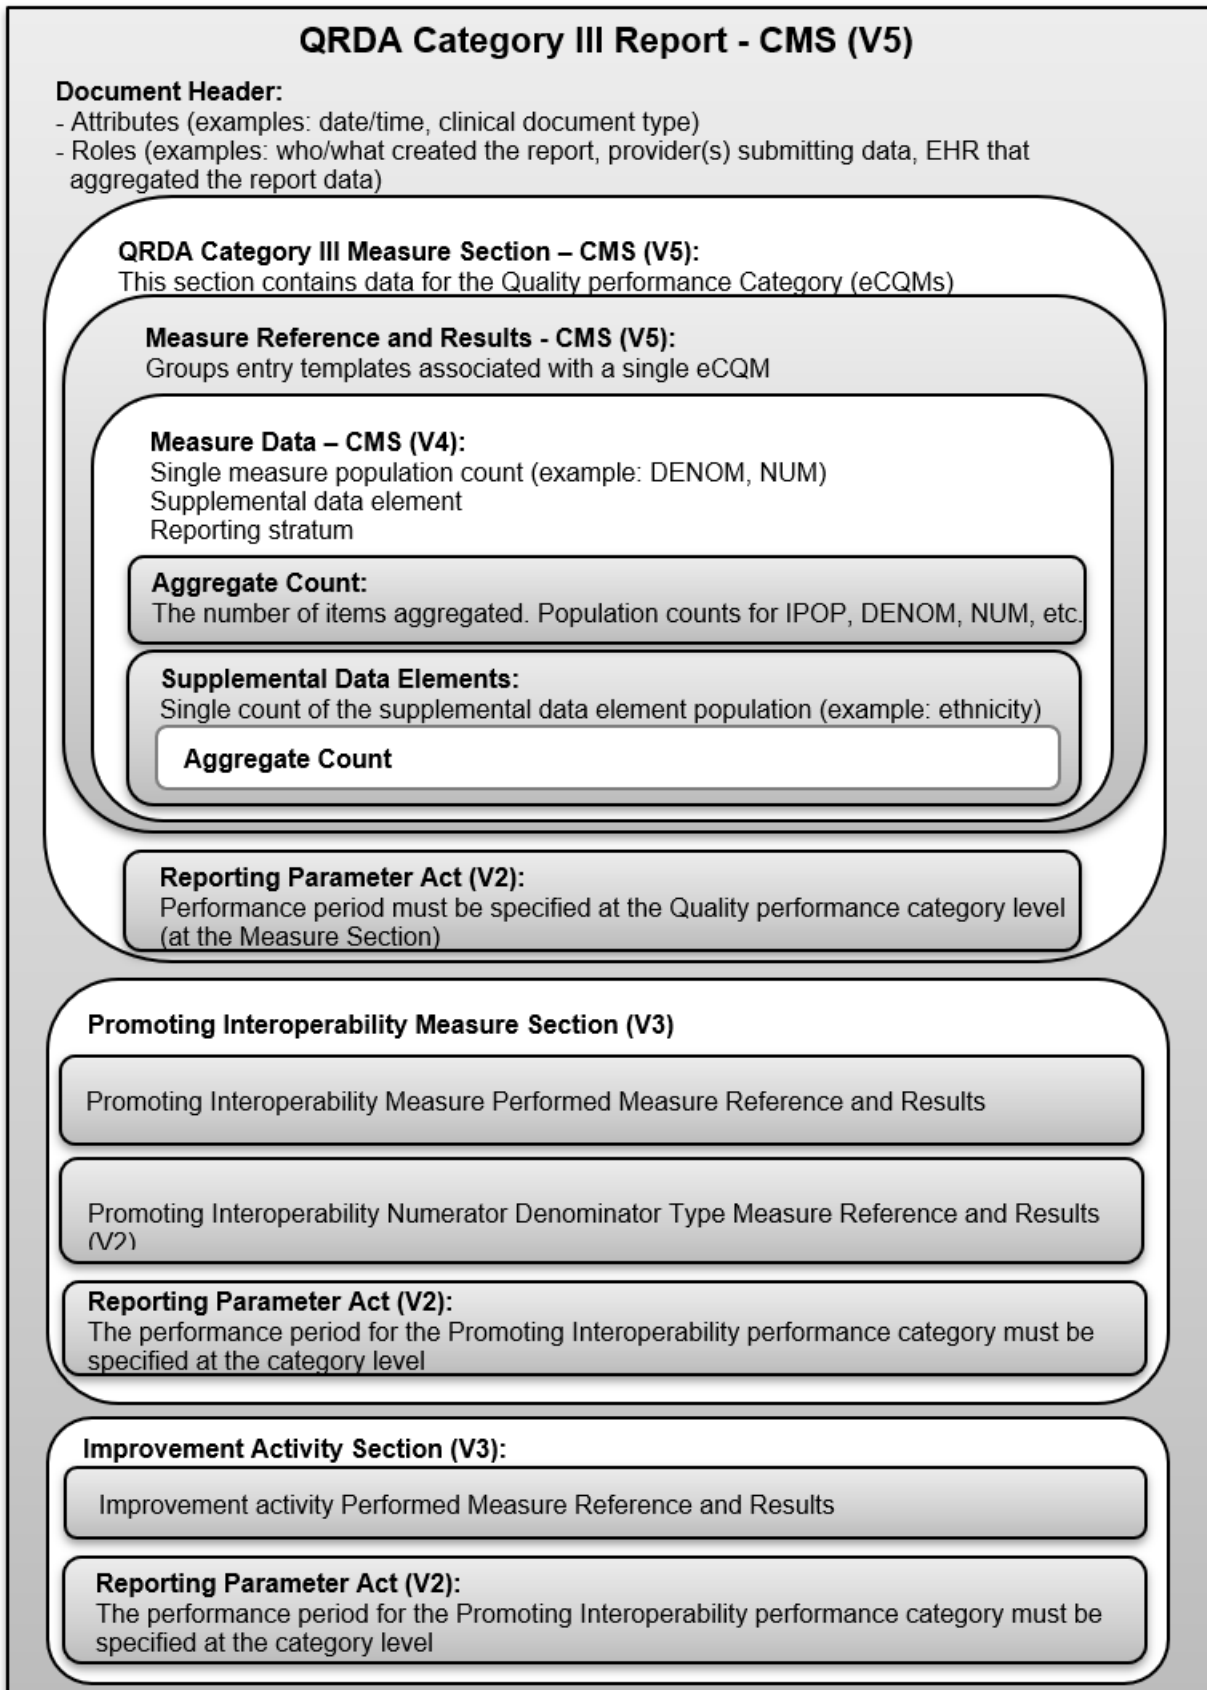 QRDA Category III Report - CMS (V5)
Document Header:
- Attributes (examples: date/time, clinical document type)
- Roles (examples: who/what created the report, provider(s) submitting data, EHR that
aggregated the report data)
QRDA Category III Measure Section – CMS (V5):
This section contains data for the Quality performance Category (eCQMs)
Measure Reference and Results - CMS (V5):
Groups entry templates associated with a single eCQM
Measure Data – CMS (V4):
Single measure population count (example: DENOM, NUM)
Supplemental data element
Reporting stratum
Aggregate Count:
The number of items aggregated. Population counts for IPOP, DENOM, NUM, etc.
Supplemental Data Elements:
Single count of the supplemental data element population (example: ethnicity)
Aggregate Count
Reporting Parameter Act (V2):
Performance period must be specified at the Quality performance category level
(at the Measure Section)
Promoting Interoperability Measure Section (V3)
Promoting Interoperability Measure Performed Measure Reference and Results
Promoting Interoperability Numerator Denominator Type Measure Reference and Results
(V2)
Reporting Parameter Act (V2):
The performance period for the Promoting Interoperability performance category must be
specified at the category level
Improvement Activity Section (V3):
Improvement activity Performed Measure Reference and Results
Reporting Parameter Act (V2):
The performance period for the Promoting Interoperability performance category must be
specified at the category level